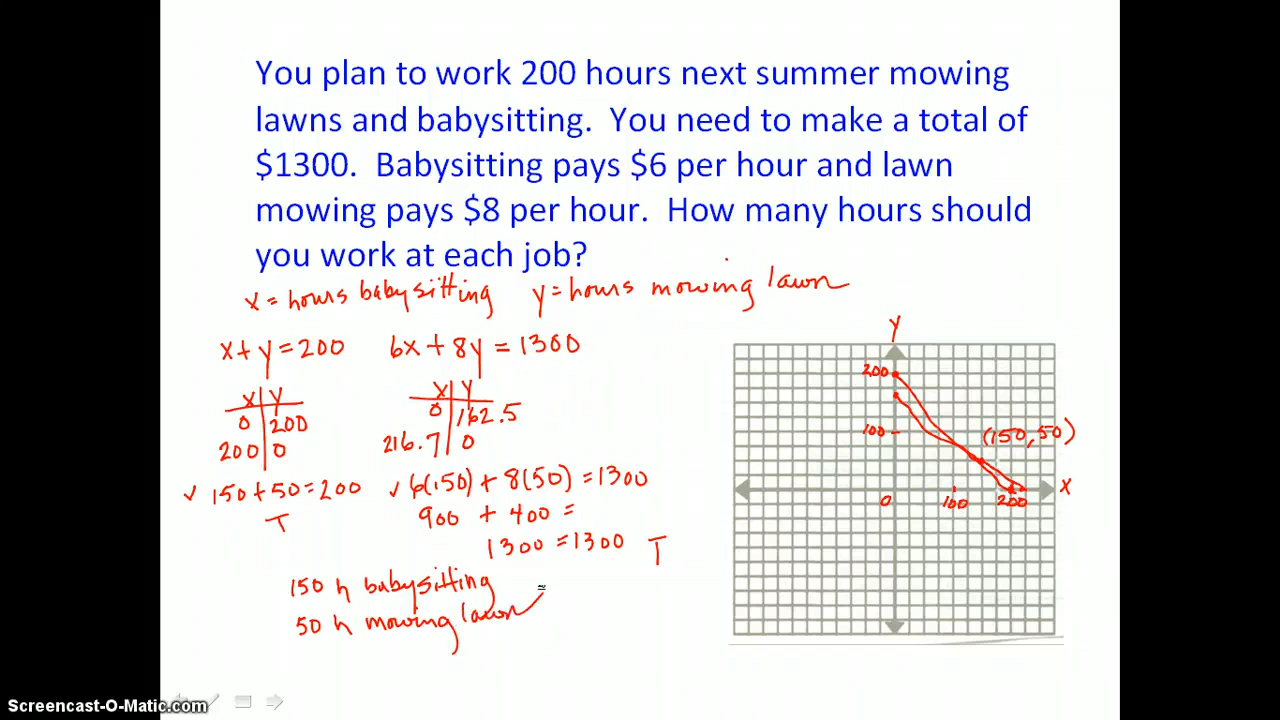 You plan to work 200 hours next summer mowing
lawns and babysitting.  You need to make a total of
$1300.  Babysitting pays $6 per hour and lawn
mowing pays $8 per hour.  How many hours should
you work at each job?
x = hours babysitting   y = hours mowing lawn
x + y = 200   6x + 8y = 1300
x | y
0 | 200
200 | 0
x | y
0 | 162.5
216.7 | 0
✓ 150 + 50 = 200
T
✓ 6(150) + 8(50) = 1300
900 + 400 =
1300 = 1300 T
150 h babysitting
50 h mowing lawn
y
200
100
(150, 50)
x
0
100
200
Screencast-O-Matic.com